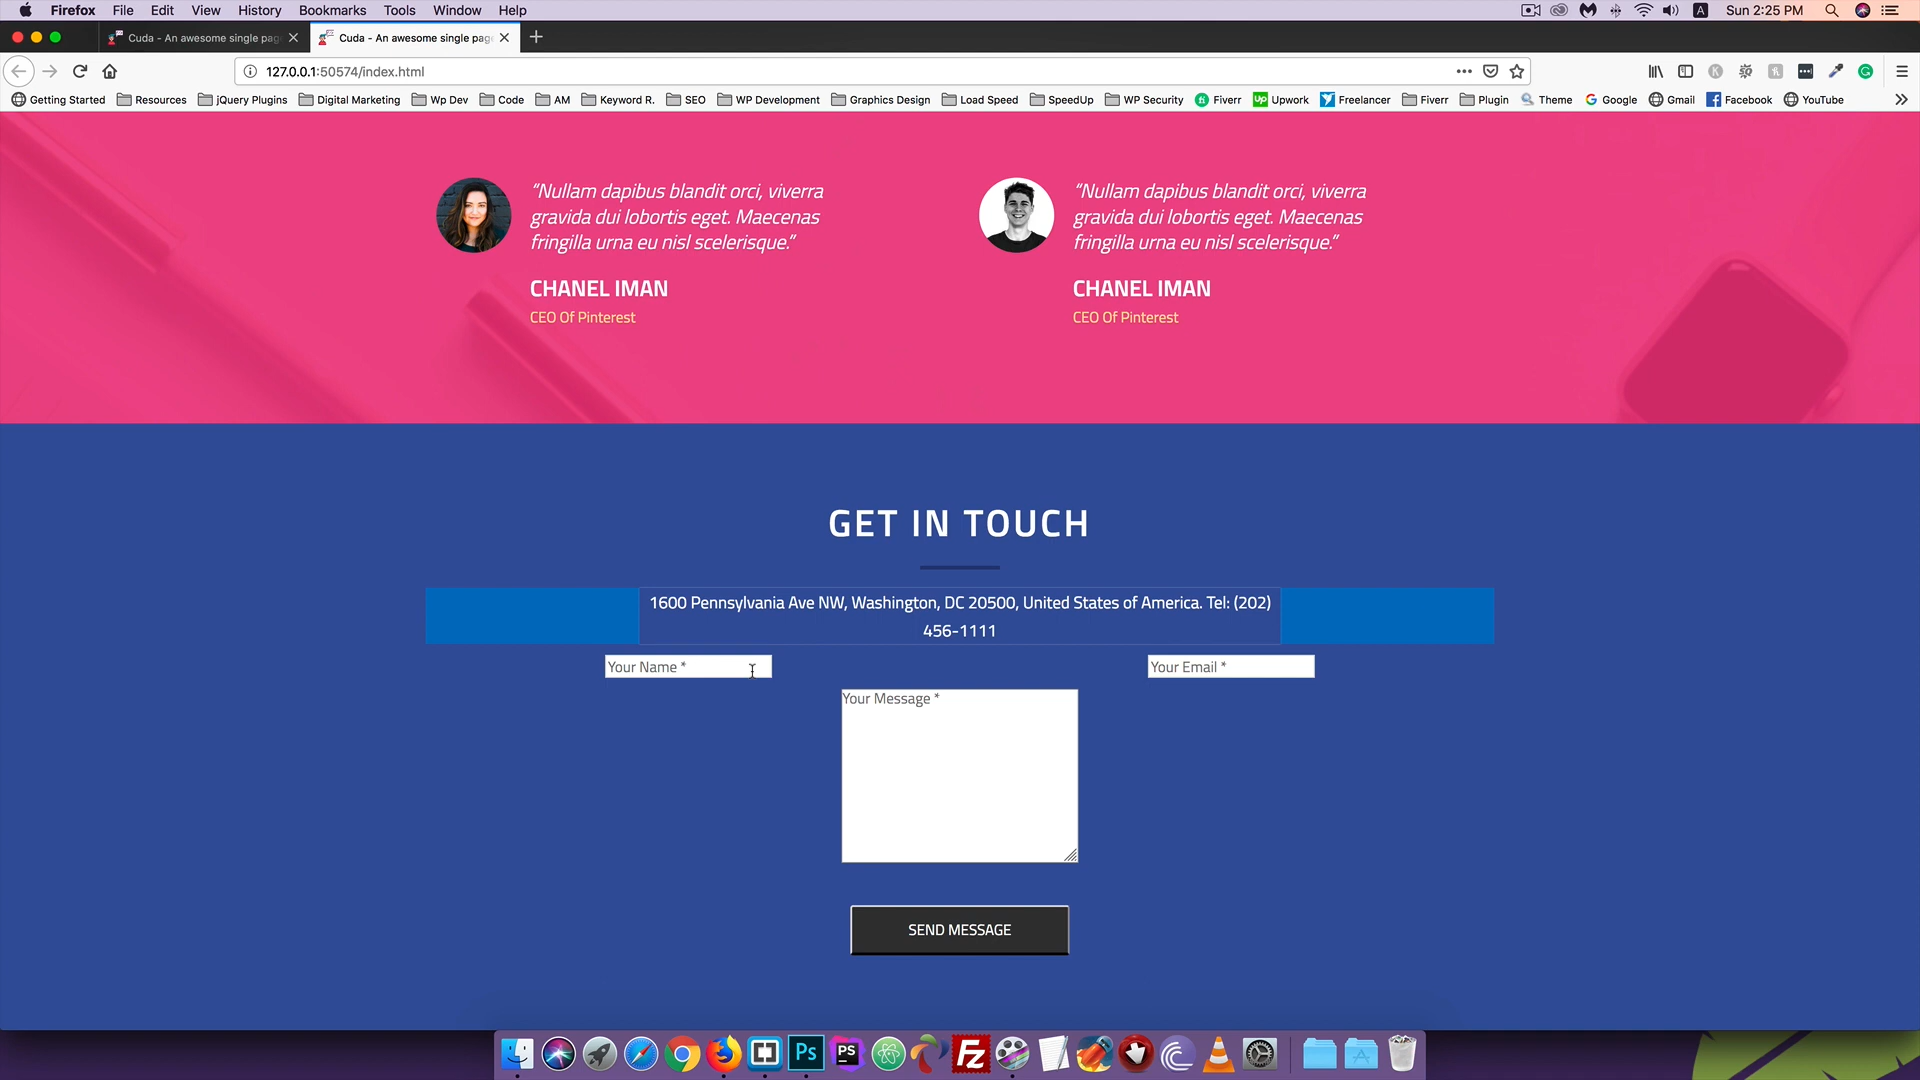 Firefox File Edit View History Bookmarks Tools Window Help
A Sun 2:25 PM
Cuda - An awesome single pag
Cuda - An awesome single pag
127.0.0.1:50574/index.html
Getting Started Resources jQuery Plugins Digital Marketing Wp Dev Code AM Keyword R. SEO WP Development Graphics Design Load Speed SpeedUp WP Security Fiverr Upwork Freelancer Fiverr Plugin Theme Google Gmail Facebook YouTube
“Nullam dapibus blandit orci, viverra
gravida dui lobortis eget. Maecenas
fringilla urna eu nisl scelerisque.”
CHANEL IMAN
CEO Of Pinterest
“Nullam dapibus blandit orci, viverra
gravida dui lobortis eget. Maecenas
fringilla urna eu nisl scelerisque.”
CHANEL IMAN
CEO Of Pinterest
GET IN TOUCH
1600 Pennsylvania Ave NW, Washington, DC 20500, United States of America. Tel: (202)
456-1111
Your Name *
Your Email *
Your Message *
SEND MESSAGE
Ps PS FZ